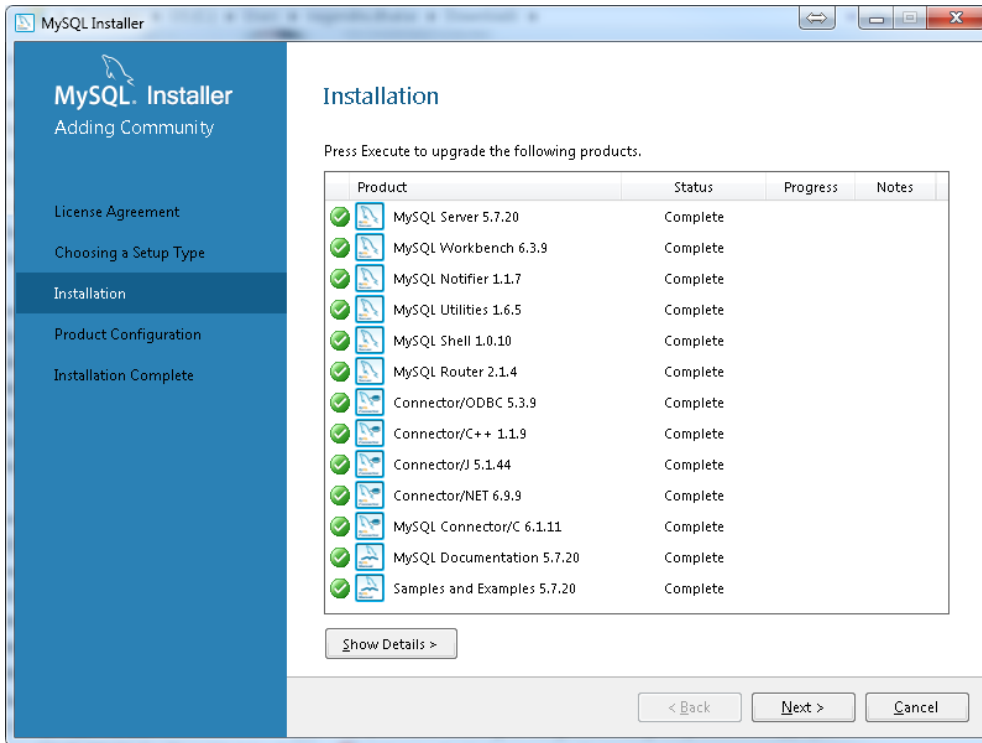 MySQL Installer
MySQL. Installer
Adding Community
License Agreement
Choosing a Setup Type
Installation
Product Configuration
Installation Complete
Installation
Press Execute to upgrade the following products.
Product Status Progress Notes
MySQL Server 5.7.20 Complete
MySQL Workbench 6.3.9 Complete
MySQL Notifier 1.1.7 Complete
MySQL Utilities 1.6.5 Complete
MySQL Shell 1.0.10 Complete
MySQL Router 2.1.4 Complete
Connector/ODBC 5.3.9 Complete
Connector/C++ 1.1.9 Complete
Connector/J 5.1.44 Complete
Connector/NET 6.9.9 Complete
MySQL Connector/C 6.1.11 Complete
MySQL Documentation 5.7.20 Complete
Samples and Examples 5.7.20 Complete
Show Details >
< Back Next > Cancel